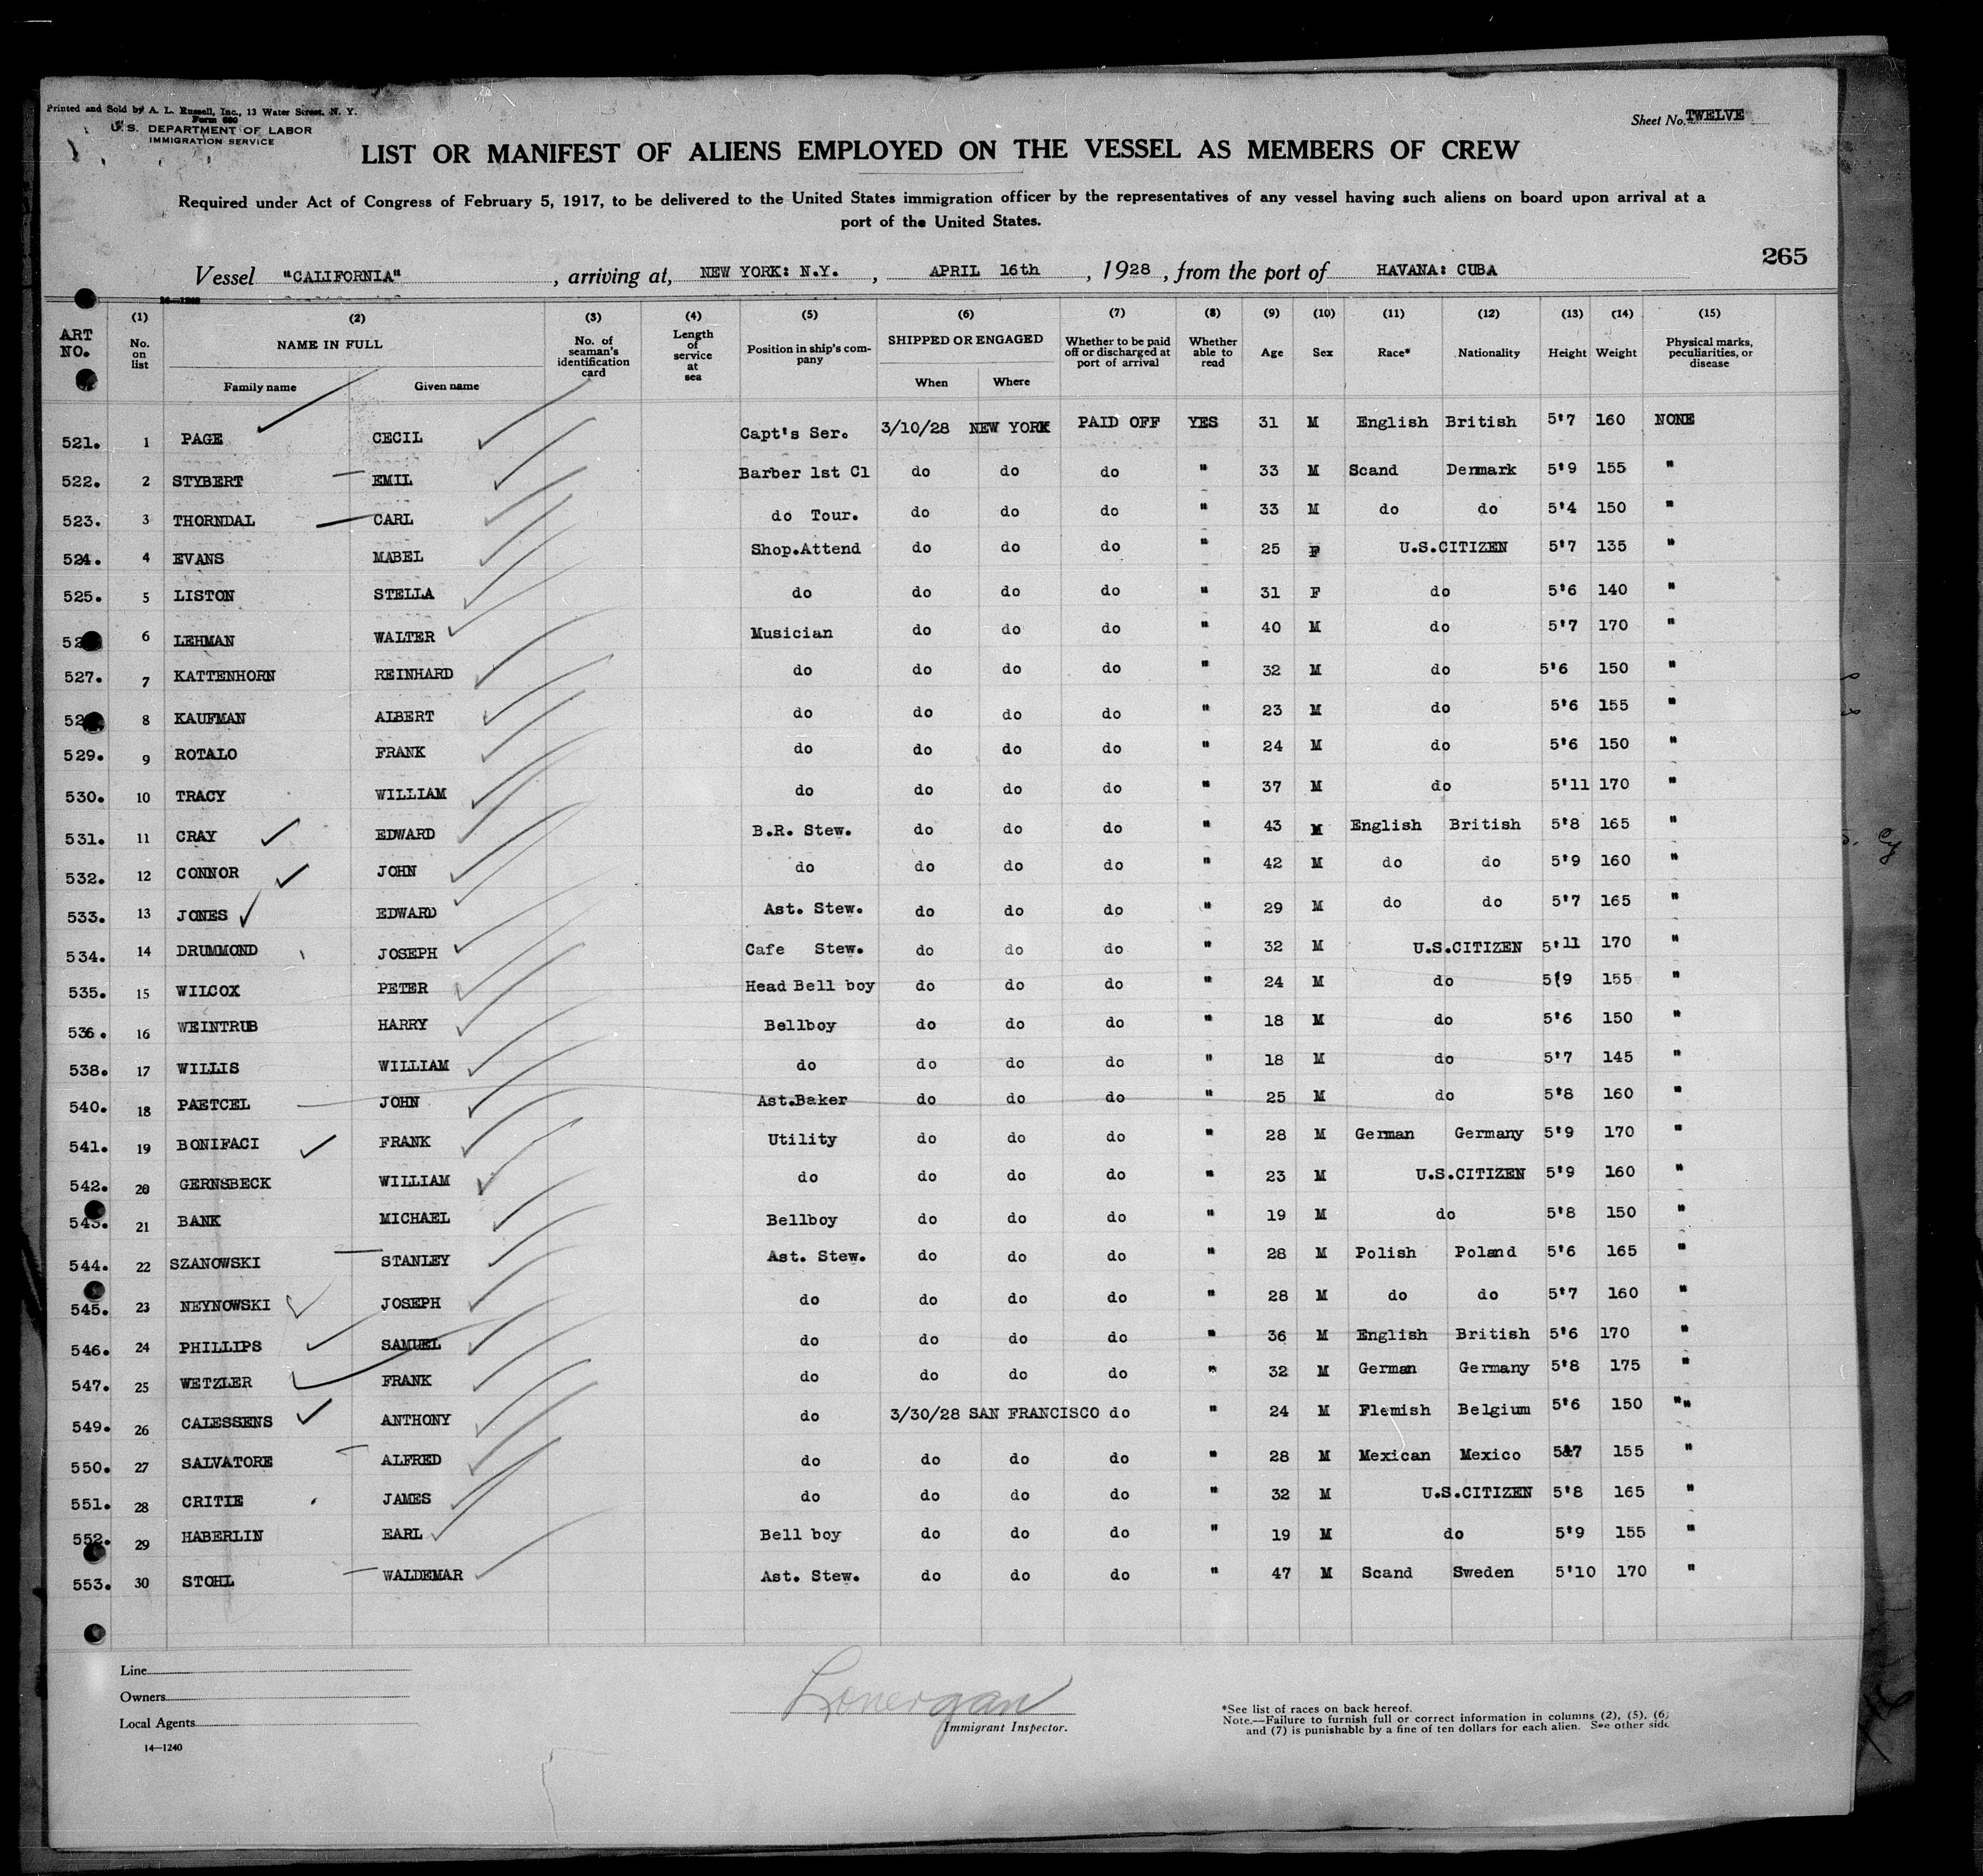 Printed and Sold by A. L. Russell, Inc., 13 Water Street, N. Y.
Form 680
U. S. DEPARTMENT OF LABOR
IMMIGRATION SERVICE
Sheet No. TWELVE
LIST OR MANIFEST OF ALIENS EMPLOYED ON THE VESSEL AS MEMBERS OF CREW
Required under Act of Congress of February 5, 1917, to be delivered to the United States immigration officer by the representatives of any vessel having such aliens on board upon arrival at a
port of the United States.
265
Vessel "CALIFORNIA", arriving at, NEW YORK: N.Y., APRIL 16th, 1928, from the port of HAVANA: CUBA
14—1240
ART NO. (1) No. on list (2) NAME IN FULL Family name Given name (3) No. of seaman's identification card (4) Length of service at sea (5) Position in ship's company (6) SHIPPED OR ENGAGED When Where (7) Whether to be paid off or discharged at port of arrival (8) Whether able to read (9) Age (10) Sex (11) Race* (12) Nationality (13) Height (14) Weight (15) Physical marks, peculiarities, or disease
521. 1 PAGE CECIL Capt's Ser. 3/10/28 NEW YORK PAID OFF YES 31 M English British 5'7 160 NONE
522. 2 STYBERT EMIL Barber 1st Cl do do do " 33 M Scand Denmark 5'9 155 "
523. 3 THORNDAL CARL do Tour. do do do " 33 M do do 5'4 150 "
524. 4 EVANS MABEL Shop.Attend do do do " 25 F U.S.CITIZEN 5'7 135 "
525. 5 LISTON STELLA do do do do " 31 F do 5'6 140 "
52 6 LEHMAN WALTER Musician do do do " 40 M do 5'7 170 "
527. 7 KATTENHORN REINHARD do do do do " 32 M do 5'6 150 "
52 8 KAUFMAN ALBERT do do do do " 23 M do 5'6 155 "
529. 9 ROTALO FRANK do do do do " 24 M do 5'6 150 "
530. 10 TRACY WILLIAM do do do do " 37 M do 5'11 170 "
531. 11 CRAY EDWARD B.R. Stew. do do do " 43 M English British 5'8 165 "
532. 12 CONNOR JOHN do do do do " 42 M do do 5'9 160 "
533. 13 JONES EDWARD Ast. Stew. do do do " 29 M do do 5'7 165 "
534. 14 DRUMMOND JOSEPH Cafe Stew. do do do " 32 M U.S.CITIZEN 5'11 170 "
535. 15 WILCOX PETER Head Bell boy do do do " 24 M do 5(9 155 "
536. 16 WEINTRUB HARRY Bellboy do do do " 18 M do 5'6 150 "
538. 17 WILLIS WILLIAM do do do do " 18 M do 5'7 145 "
540. 18 PAETCEL JOHN Ast.Baker do do do " 25 M do 5'8 160 "
541. 19 BONIFACI FRANK Utility do do do " 28 M German Germany 5'9 170 "
542. 20 GERNSBECK WILLIAM do do do do " 23 M U.S.CITIZEN 5'9 160 "
543. 21 BANK MICHAEL Bellboy do do do " 19 M do 5'8 150 "
544. 22 SZANOWSKI STANLEY Ast. Stew. do do do " 28 M Polish Poland 5'6 165 "
545. 23 NEYNOWSKI JOSEPH do do do do " 28 M do do 5'7 160 "
546. 24 PHILLIPS SAMUEL do do do do " 36 M English British 5'6 170 "
547. 25 WETZLER FRANK do do do do " 32 M German Germany 5'8 175 "
549. 26 CALESSENS ANTHONY do 3/30/28 SAN FRANCISCO do " 24 M Flemish Belgium 5'6 150 ""
550. 27 SALVATORE ALFRED do do do do " 28 M Mexican Mexico 5&7 155 "
551. 28 CRITIE JAMES do do do do " 32 M U.S.CITIZEN 5'8 165 "
552. 29 HABERLIN EARL Bell boy do do do " 19 M do 5'9 155 "
553. 30 STOHL WALDEMAR Ast. Stew. do do do " 47 M Scand Sweden 5'10 170 "
Line
Owners
Local Agents
14—1240
Lonergan
Immigrant Inspector.
*See list of races on back hereof.
Note.—Failure to furnish full or correct information in columns (2), (5), (6)
and (7) is punishable by a fine of ten dollars for each alien. See other side